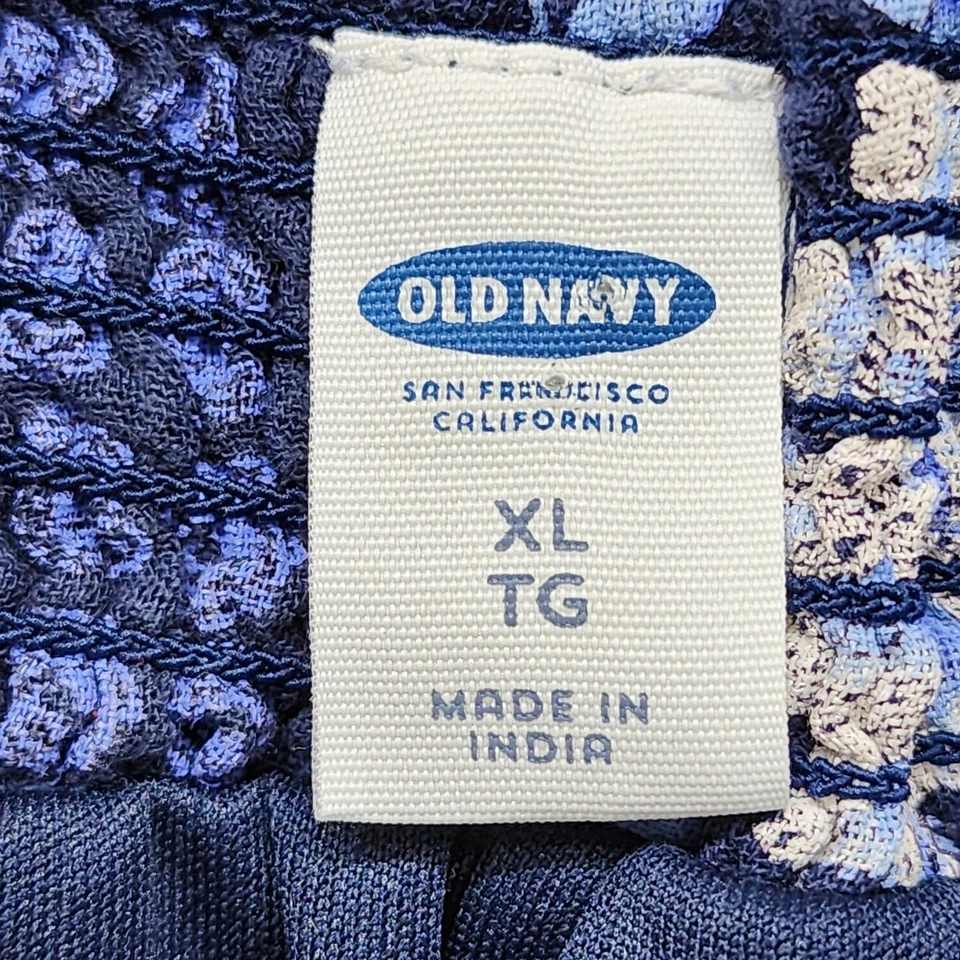 OLD NAVY
SAN FRANCISCO
CALIFORNIA
XL
TG
MADE IN
INDIA